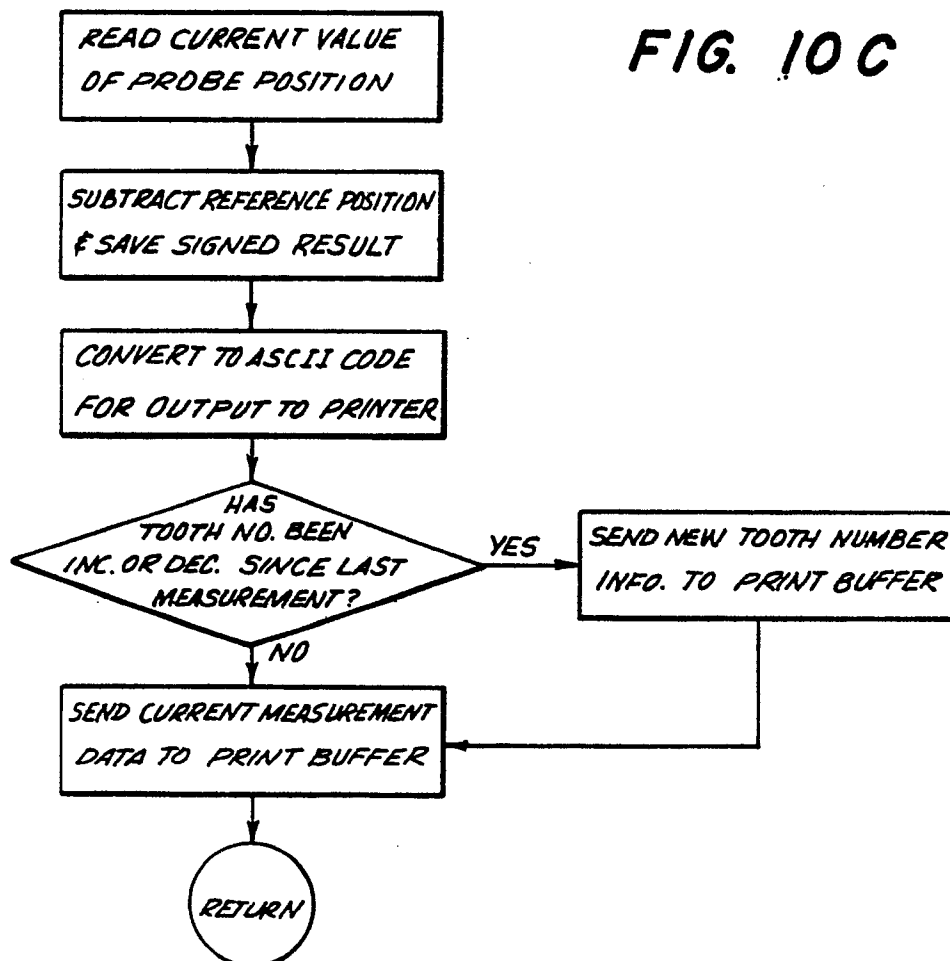 READ CURRENT VALUE
OF PROBE POSITION
FIG. 10C
SUBTRACT REFERENCE POSITION
& SAVE SIGNED RESULT
CONVERT TO ASCII CODE
FOR OUTPUT TO PRINTER
HAS
TOOTH NO. BEEN
INC. OR DEC. SINCE LAST
MEASUREMENT?
YES
SEND NEW TOOTH NUMBER
INFO. TO PRINT BUFFER
NO
SEND CURRENT MEASUREMENT
DATA TO PRINT BUFFER
RETURN